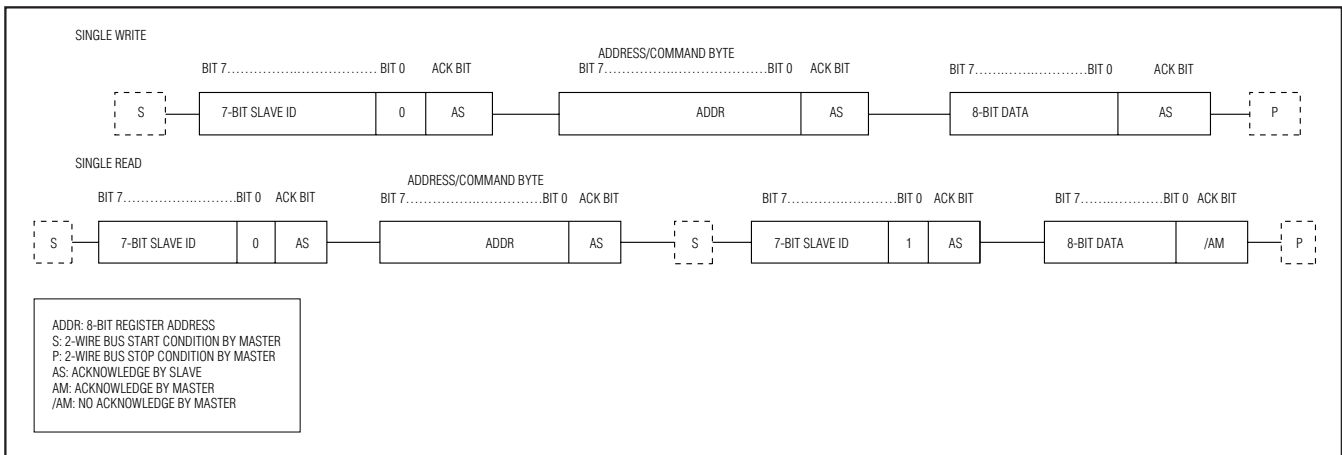 SINGLE WRITE
ADDRESS/COMMAND BYTE
BIT 7……………..……………… BIT 0 ACK BIT BIT 7………………..…………………BIT 0 ACK BIT BIT 7……..……..…………BIT 0 ACK BIT
S 7-BIT SLAVE ID 0 AS ADDR AS 8-BIT DATA AS P
SINGLE READ
ADDRESS/COMMAND BYTE
BIT 7……………….………..BIT 0 ACK BIT BIT 7………………..……………BIT 0 ACK BIT BIT 7……..………….………BIT 0 ACK BIT BIT 7……..…………BIT 0 ACK BIT
S 7-BIT SLAVE ID 0 AS ADDR AS S 7-BIT SLAVE ID 1 AS 8-BIT DATA /AM P
ADDR: 8-BIT REGISTER ADDRESS
S: 2-WIRE BUS START CONDITION BY MASTER
P: 2-WIRE BUS STOP CONDITION BY MASTER
AS: ACKNOWLEDGE BY SLAVE
AM: ACKNOWLEDGE BY MASTER
/AM: NO ACKNOWLEDGE BY MASTER